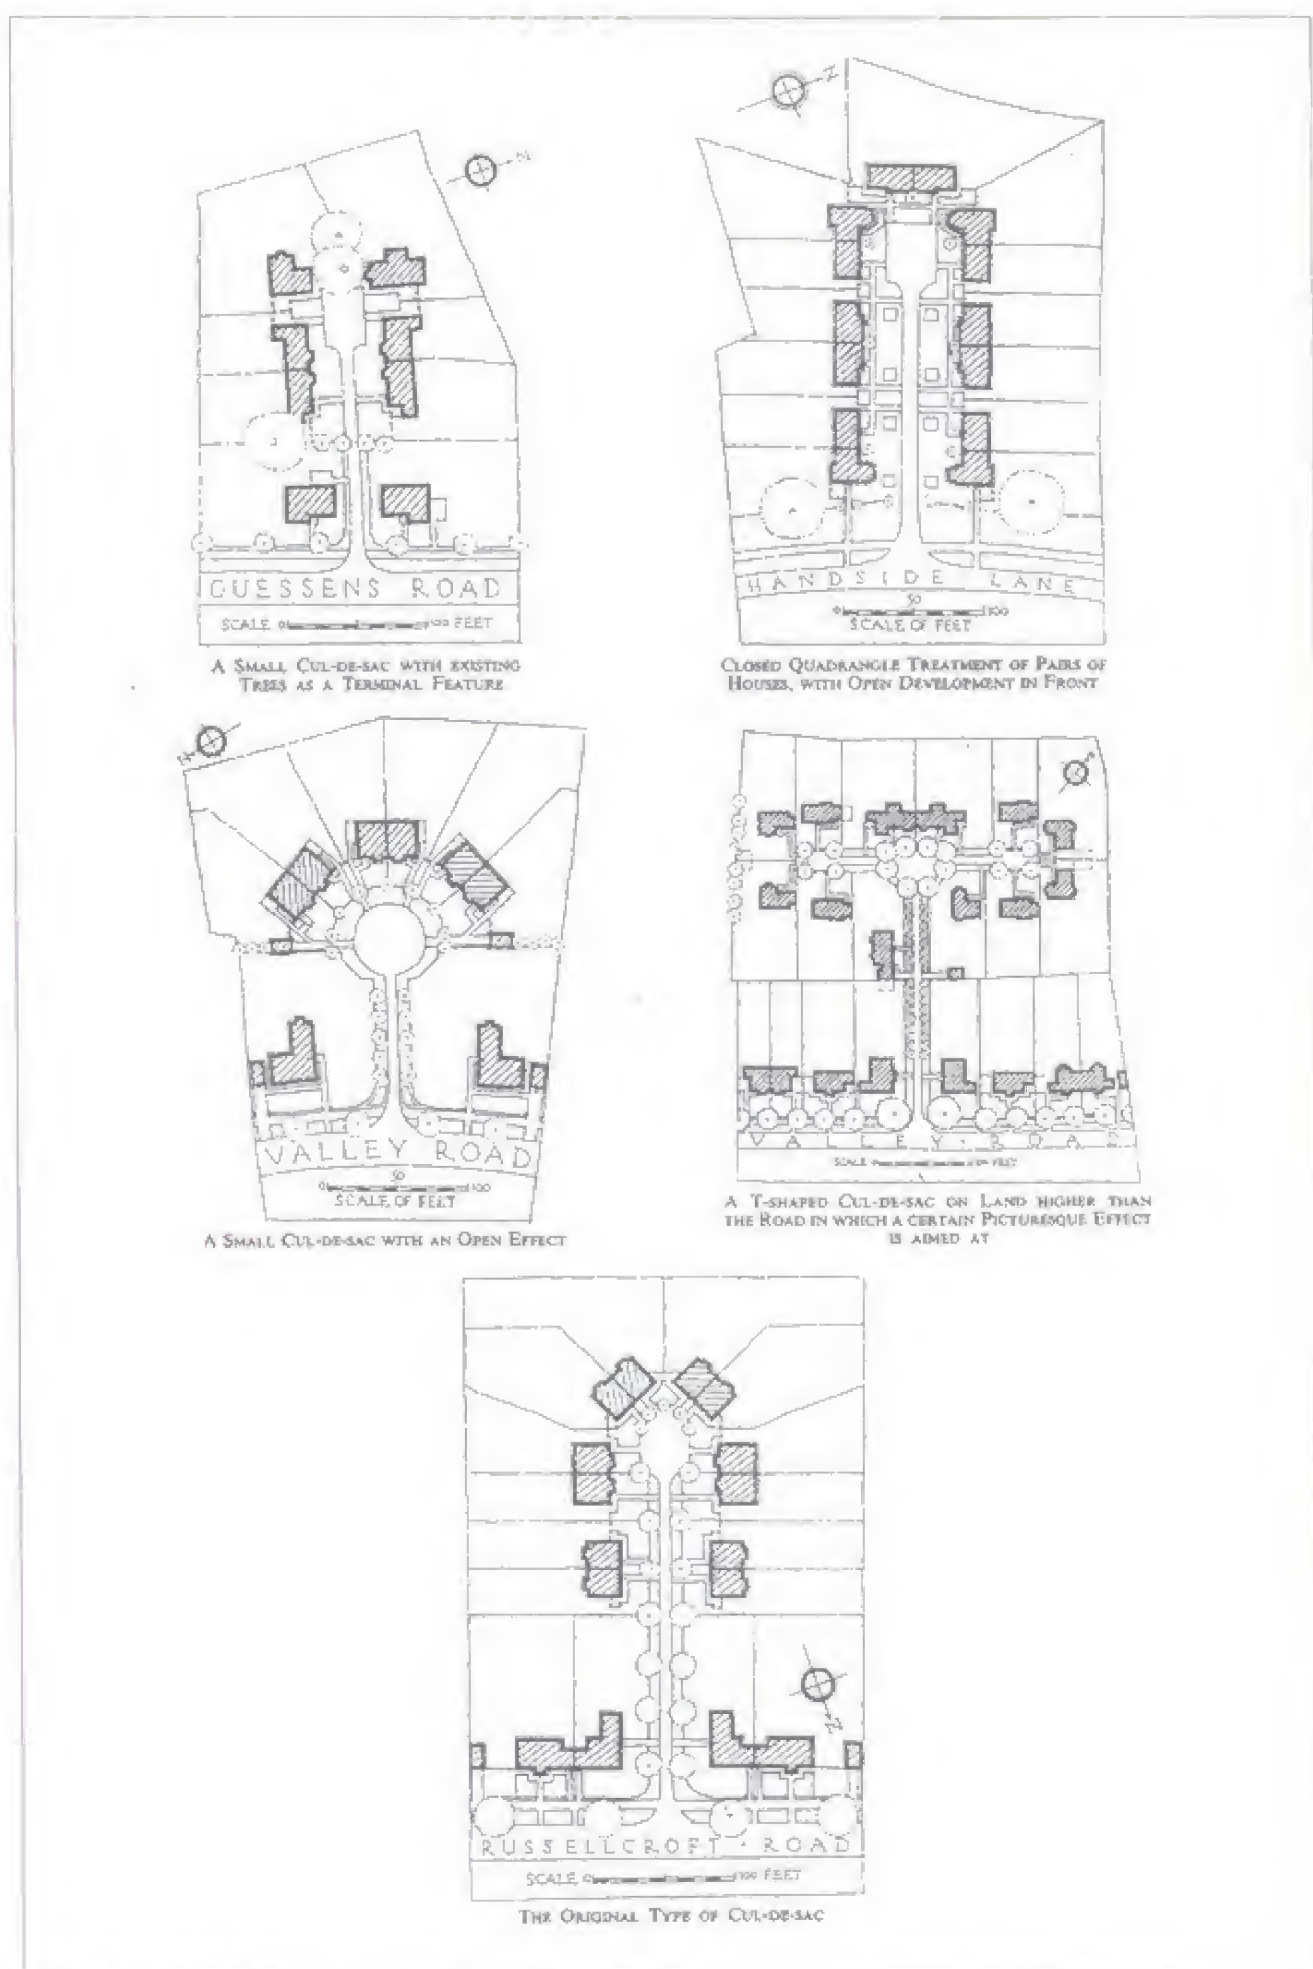 N
GUESSENS ROAD
SCALE 0 100 FEET
A SMALL CUL-DE-SAC WITH EXISTING
TREES AS A TERMINAL FEATURE
N
HANDSIDE LANE
50
0 100
SCALE OF FEET
CLOSED QUADRANGLE TREATMENT OF PAIRS OF
HOUSES, WITH OPEN DEVELOPMENT IN FRONT
N
VALLEY ROAD
50
0 100
SCALE OF FEET
A SMALL CUL-DE-SAC WITH AN OPEN EFFECT
VALLEY · ROAD
SCALE FEET
A T-SHAPED CUL-DE-SAC ON LAND HIGHER THAN
THE ROAD IN WHICH A CERTAIN PICTURESQUE EFFECT
IS AIMED AT
N
RUSSELLCROFT · ROAD
SCALE 0 100 FEET
THE ORIGINAL TYPE OF CUL-DE-SAC